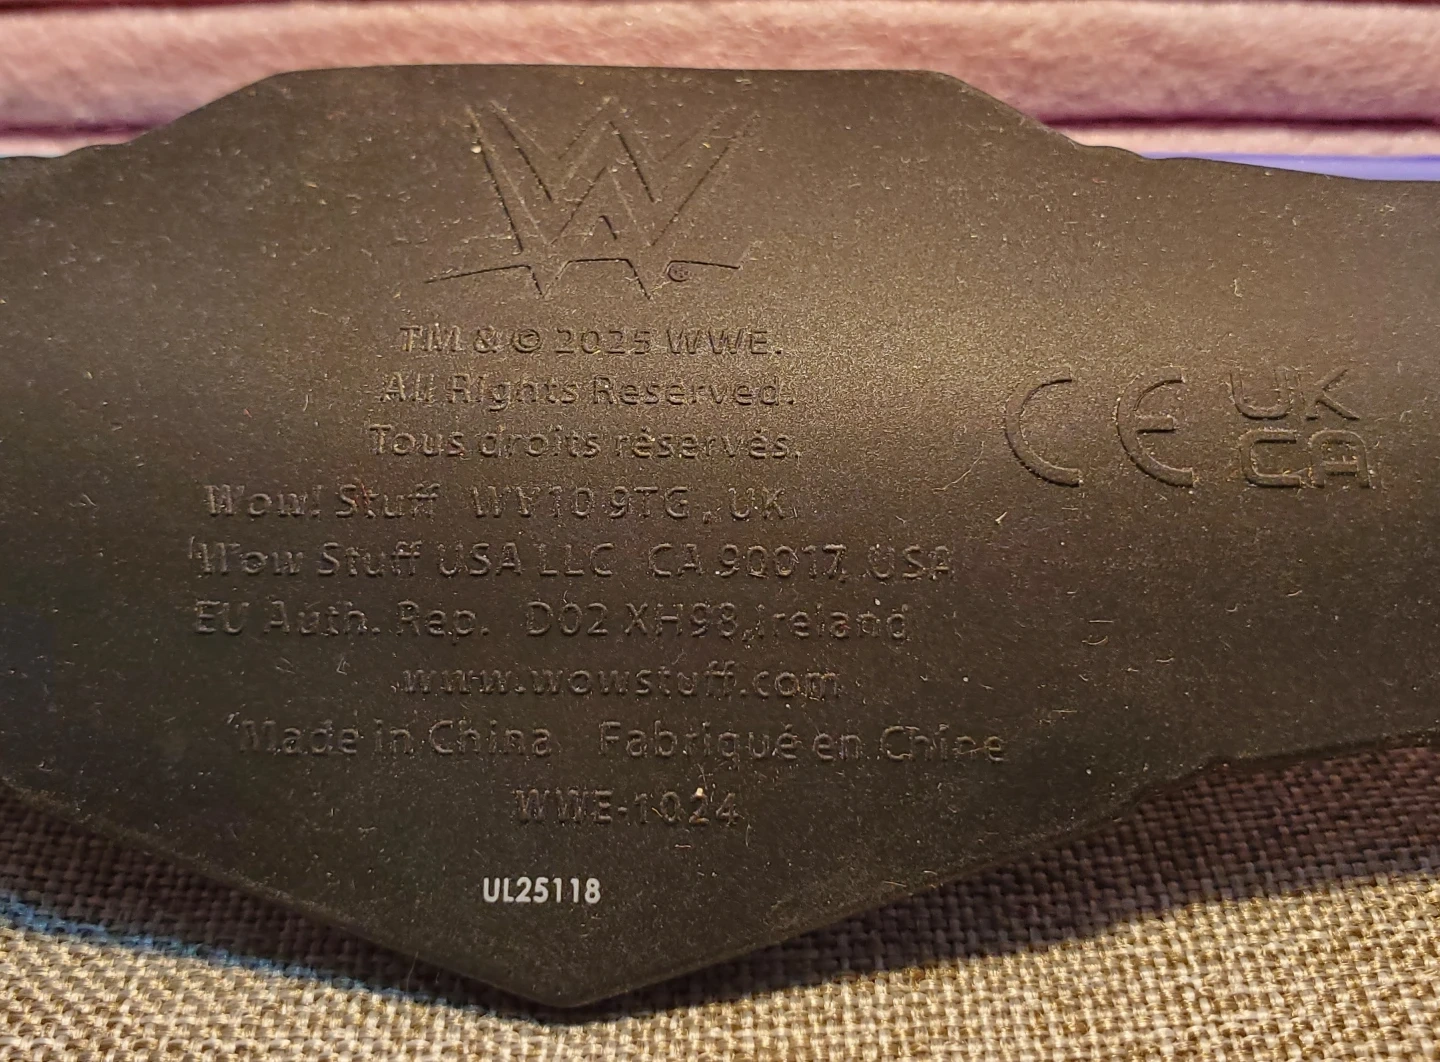 W
®
TM & © 2025 WWE.
All Rights Reserved.
Tous droits réservés.
Wow! Stuff WV10 9TG, UK
Wow Stuff USA LLC CA 90017, USA
EU Auth. Rep. D02 XH98, Ireland
www.wowstuff.com
Made in China Fabriqué en Chine
WWE-1024
UL25118
CE UK
CA